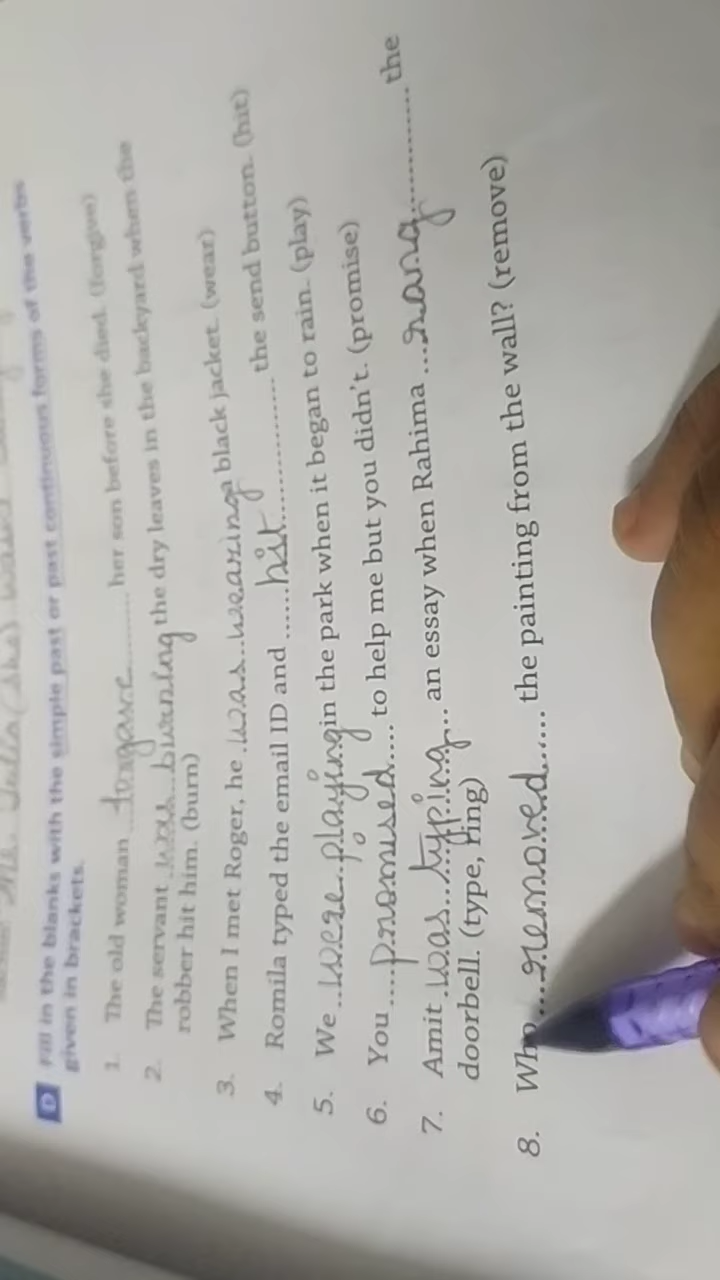 D Fill in the blanks with the simple past or past continuous forms of the verbs
given in brackets.
1. The old woman forgave her son before she died. (forgive)
2. The servant was burning the dry leaves in the backyard when the
robber hit him. (burn)
3. When I met Roger, he was wearing a black jacket. (wear)
4. Romila typed the email ID and hit the send button. (hit)
5. We were playing in the park when it began to rain. (play)
6. You promised to help me but you didn't. (promise)
7. Amit was typing an essay when Rahima rang the
doorbell. (type, ring)
8. Who removed the painting from the wall? (remove)